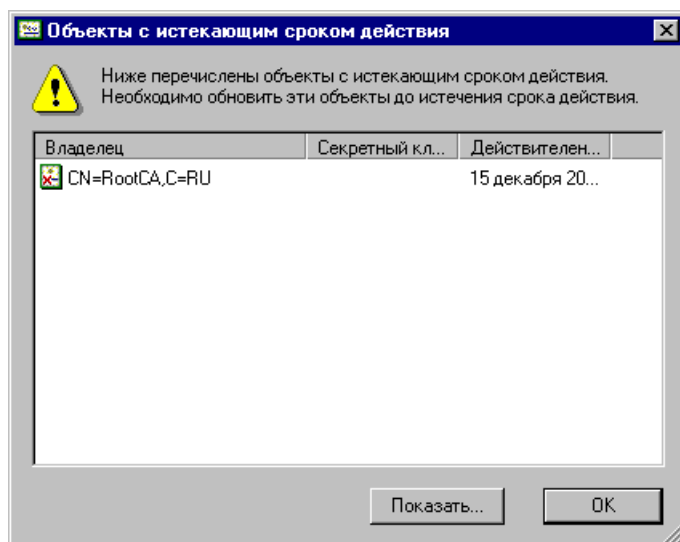 Объекты с истекающим сроком действия
Ниже перечислены объекты с истекающим сроком действия.
Необходимо обновить эти объекты до истечения срока действия.
Владелец Секретный кл... Действителен...
CN=RootCA,C=RU 15 декабря 20...
Показать... OK